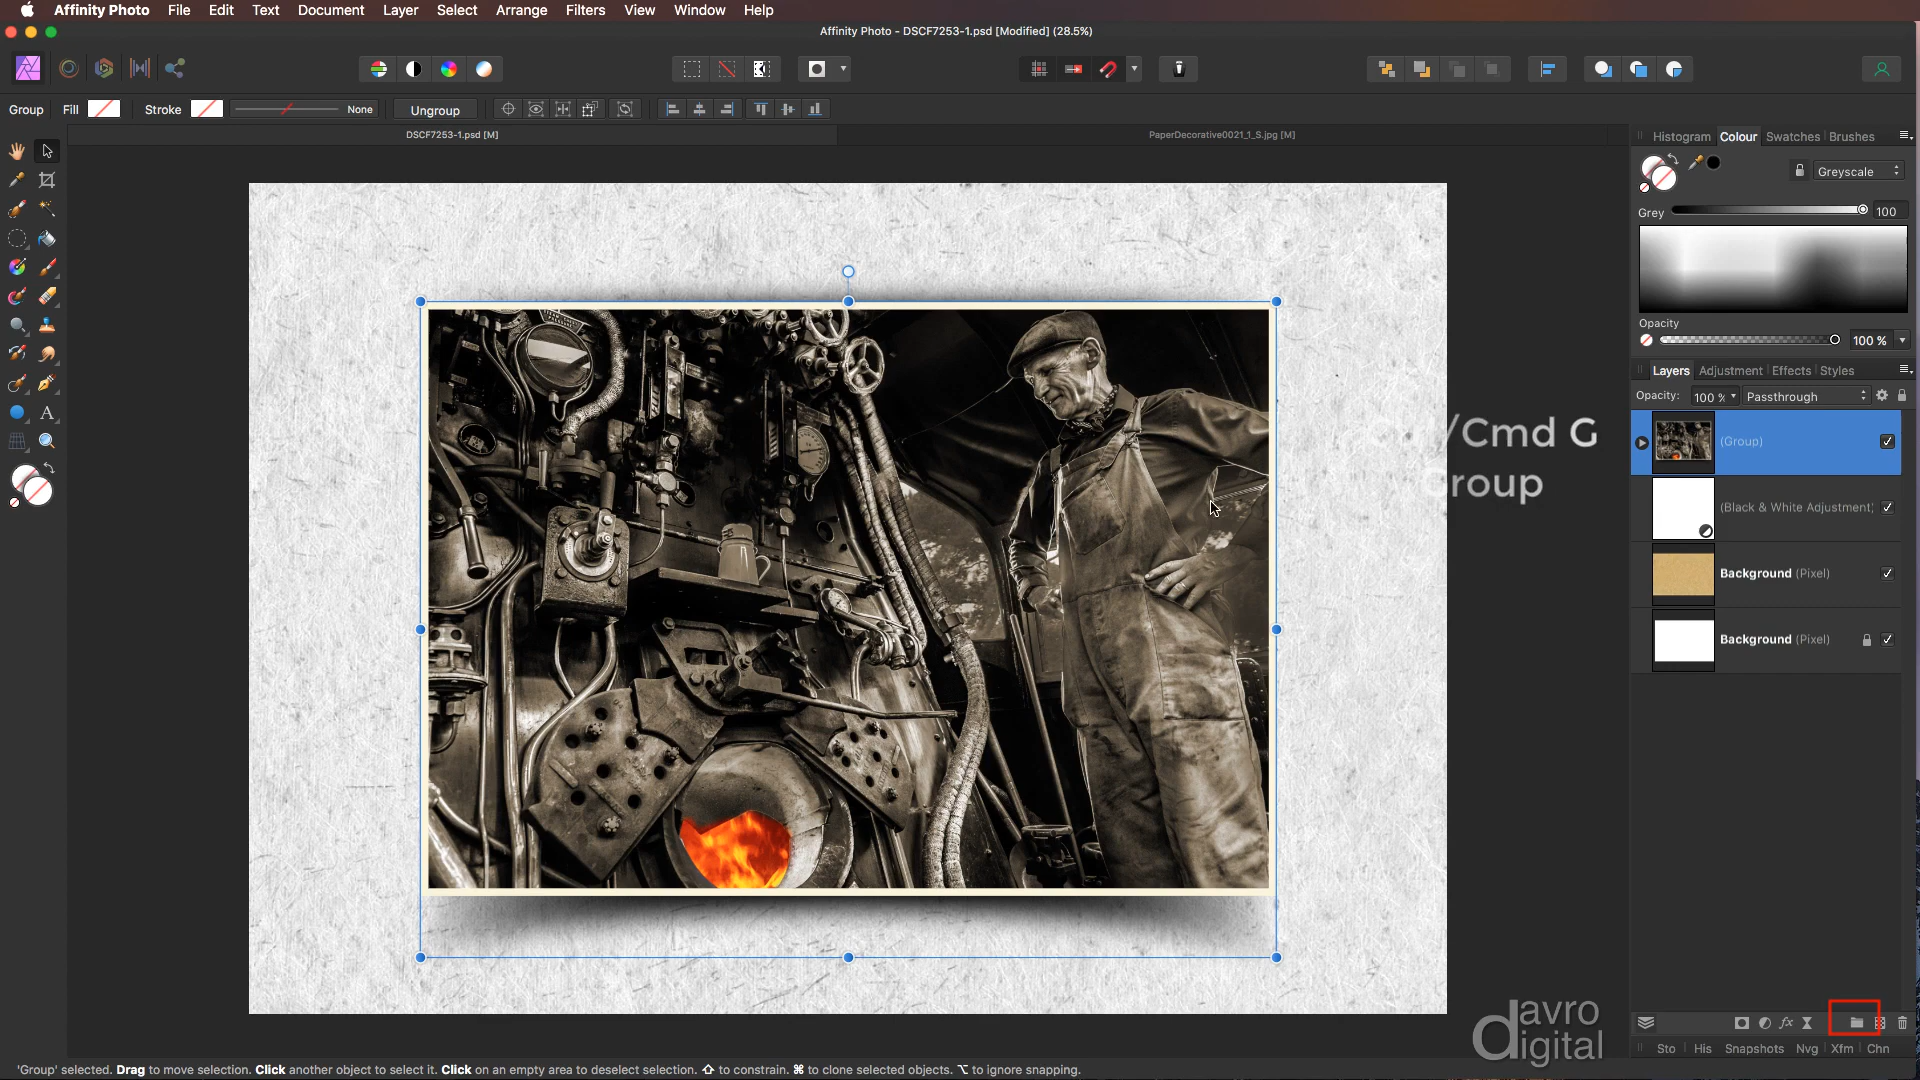 Affinity Photo File Edit Text Document Layer Select Arrange Filters View Window Help
Affinity Photo - DSCF7253-1.psd [Modified] (28.5%)
Group Fill Stroke None Ungroup
DSCF7253-1.psd [M]
PaperDecorative0021_1_S.jpg [M]
Histogram Colour Swatches Brushes
Greyscale
Grey 100
Opacity
100 %
Layers Adjustment Effects Styles
Opacity: 100 % Passthrough
(Group)
(Black & White Adjustment)
Background (Pixel)
Background (Pixel)
/Cmd G
roup
davro
digital
Sto His Snapshots Nvg Xfm Chn
'Group' selected. Drag to move selection. Click another object to select it. Click on an empty area to deselect selection. ⇧ to constrain. ⌘ to clone selected objects. ⌥ to ignore snapping.